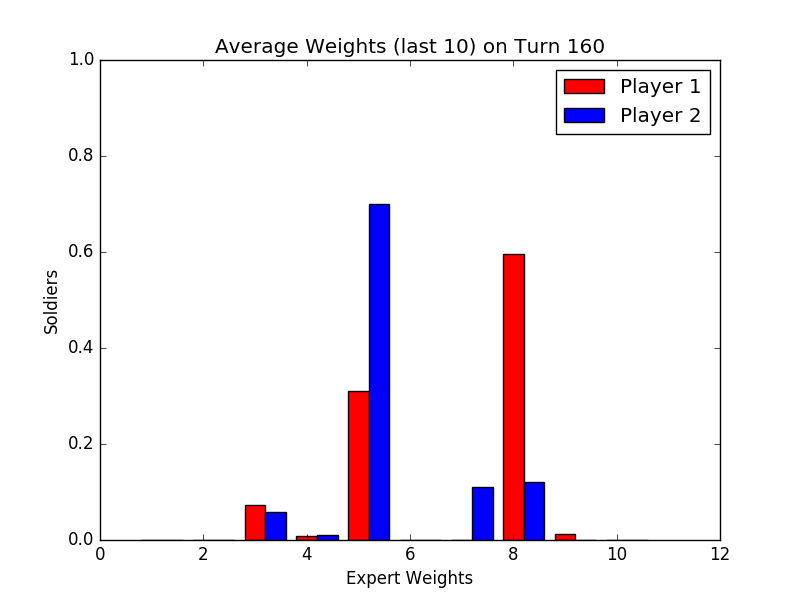 Average Weights (last 10) on Turn 160
1.0
Player 1
Player 2
0.8
0.6
0.4
0.2
0.0
Soldiers
0 2 4 6 8 10 12
Expert Weights